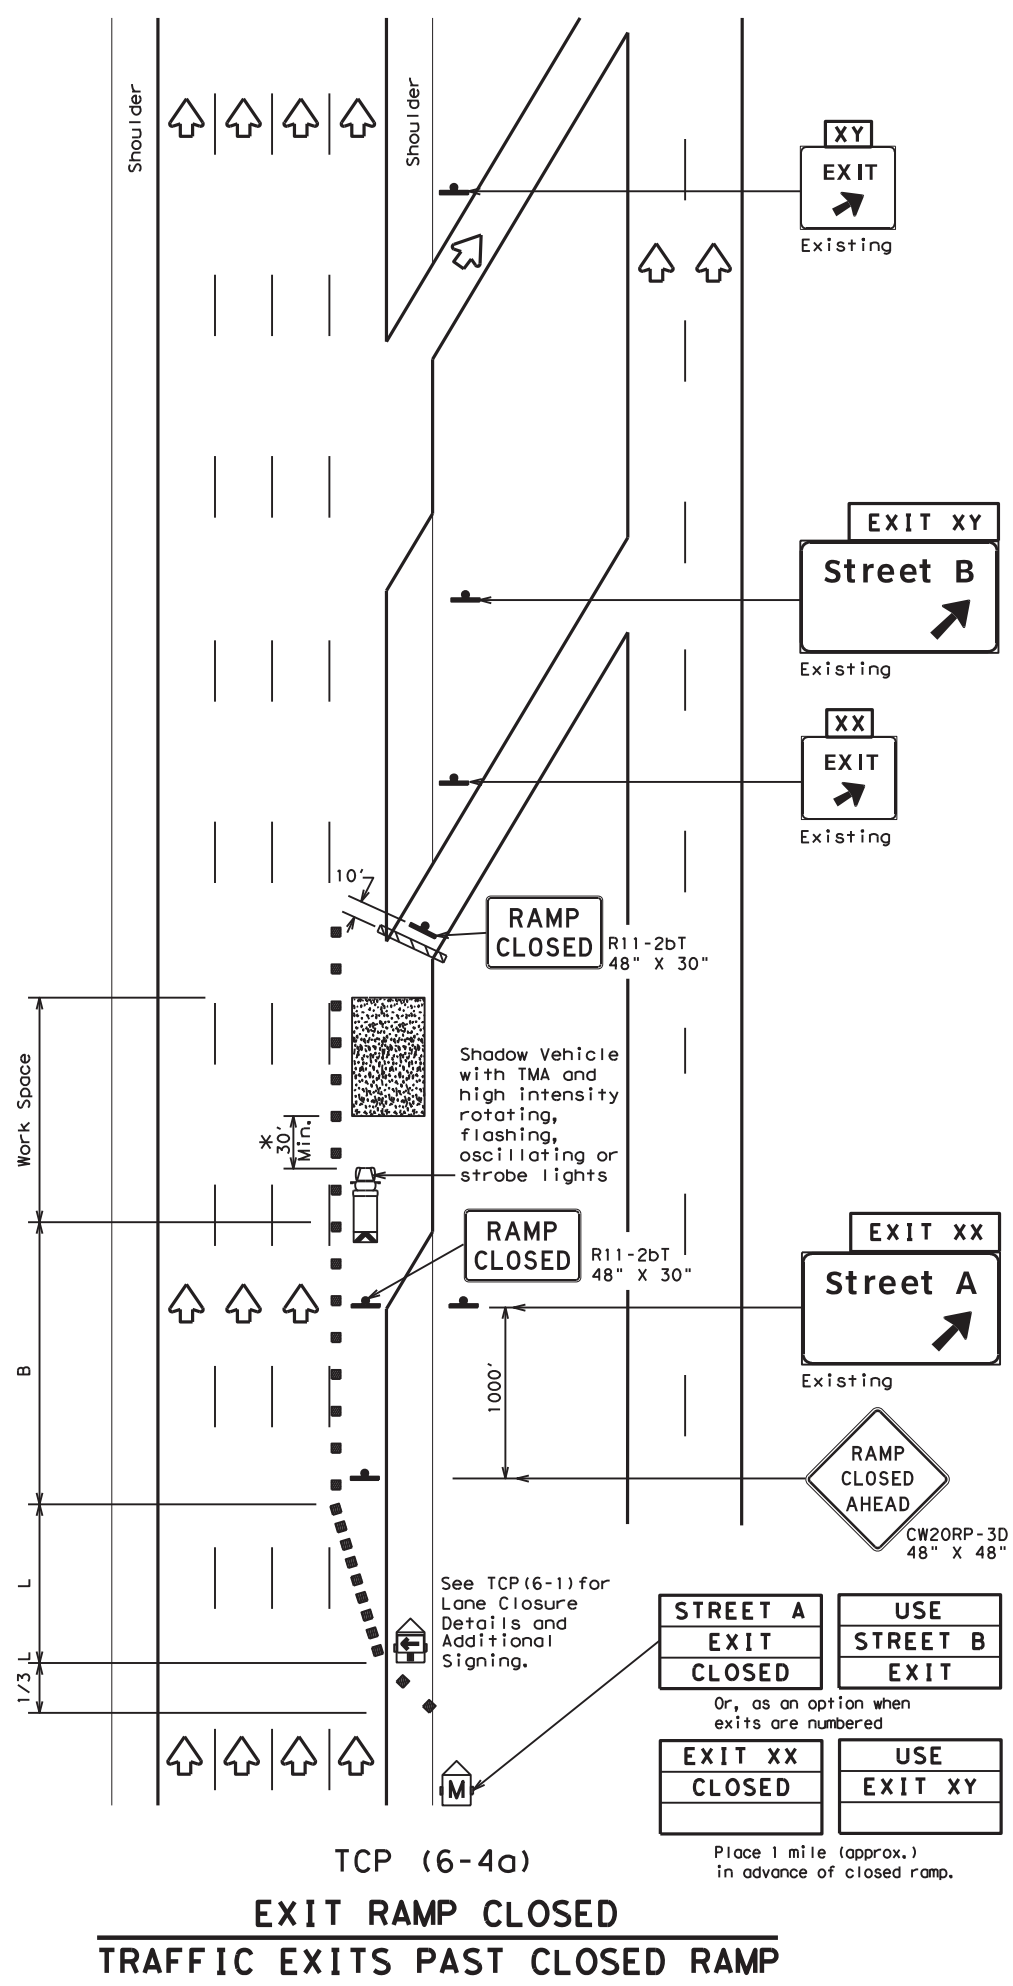 Shoulder
Shoulder
XY
EXIT
Existing
EXIT XY
Street B
Existing
XX
EXIT
Existing
10'
RAMP
CLOSED
R11-2bT
48" X 30"
Work Space
* 30'
Min.
Shadow Vehicle
with TMA and
high intensity
rotating,
flashing,
oscillating or
strobe lights
RAMP
CLOSED
R11-2bT
48" X 30"
EXIT XX
Street A
Existing
B
1000'
RAMP
CLOSED
AHEAD
CW20RP-3D
48" X 48"
L
1/3 L
See TCP(6-1)for
Lane Closure
Details and
Additional
Signing.
STREET A
EXIT
CLOSED
USE
STREET B
EXIT
Or, as an option when
exits are numbered
EXIT XX
CLOSED
USE
EXIT XY
M
Place 1 mile (approx.)
in advance of closed ramp.
TCP (6-4a)
EXIT RAMP CLOSED
TRAFFIC EXITS PAST CLOSED RAMP